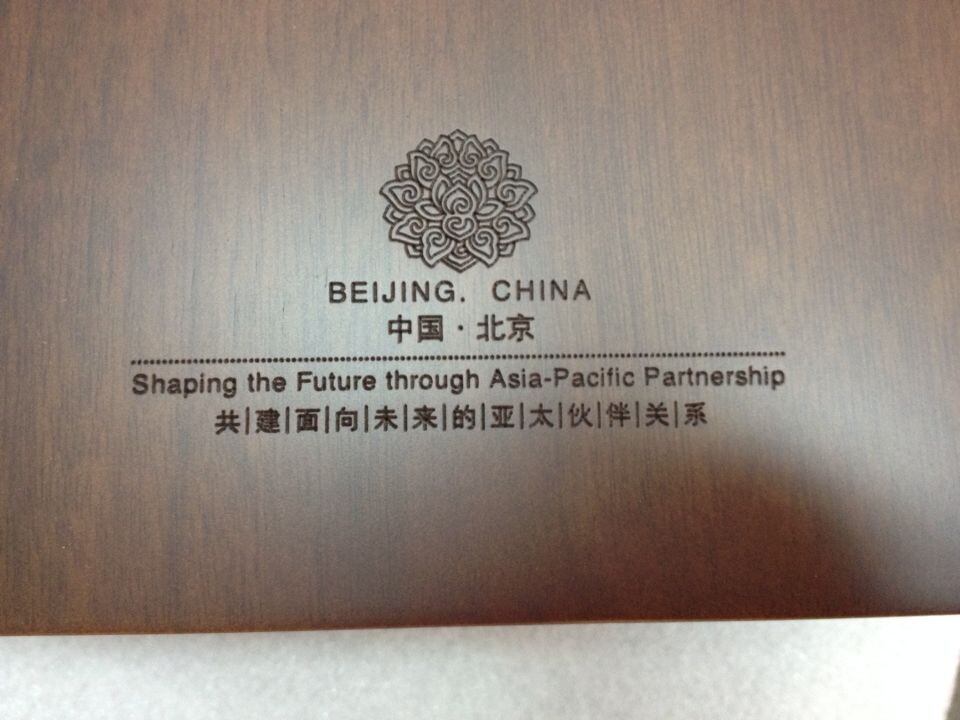 BEIJING. CHINA
中国·北京
Shaping the Future through Asia-Pacific Partnership
共|建|面|向|未|来|的|亚|太|伙|伴|关|系